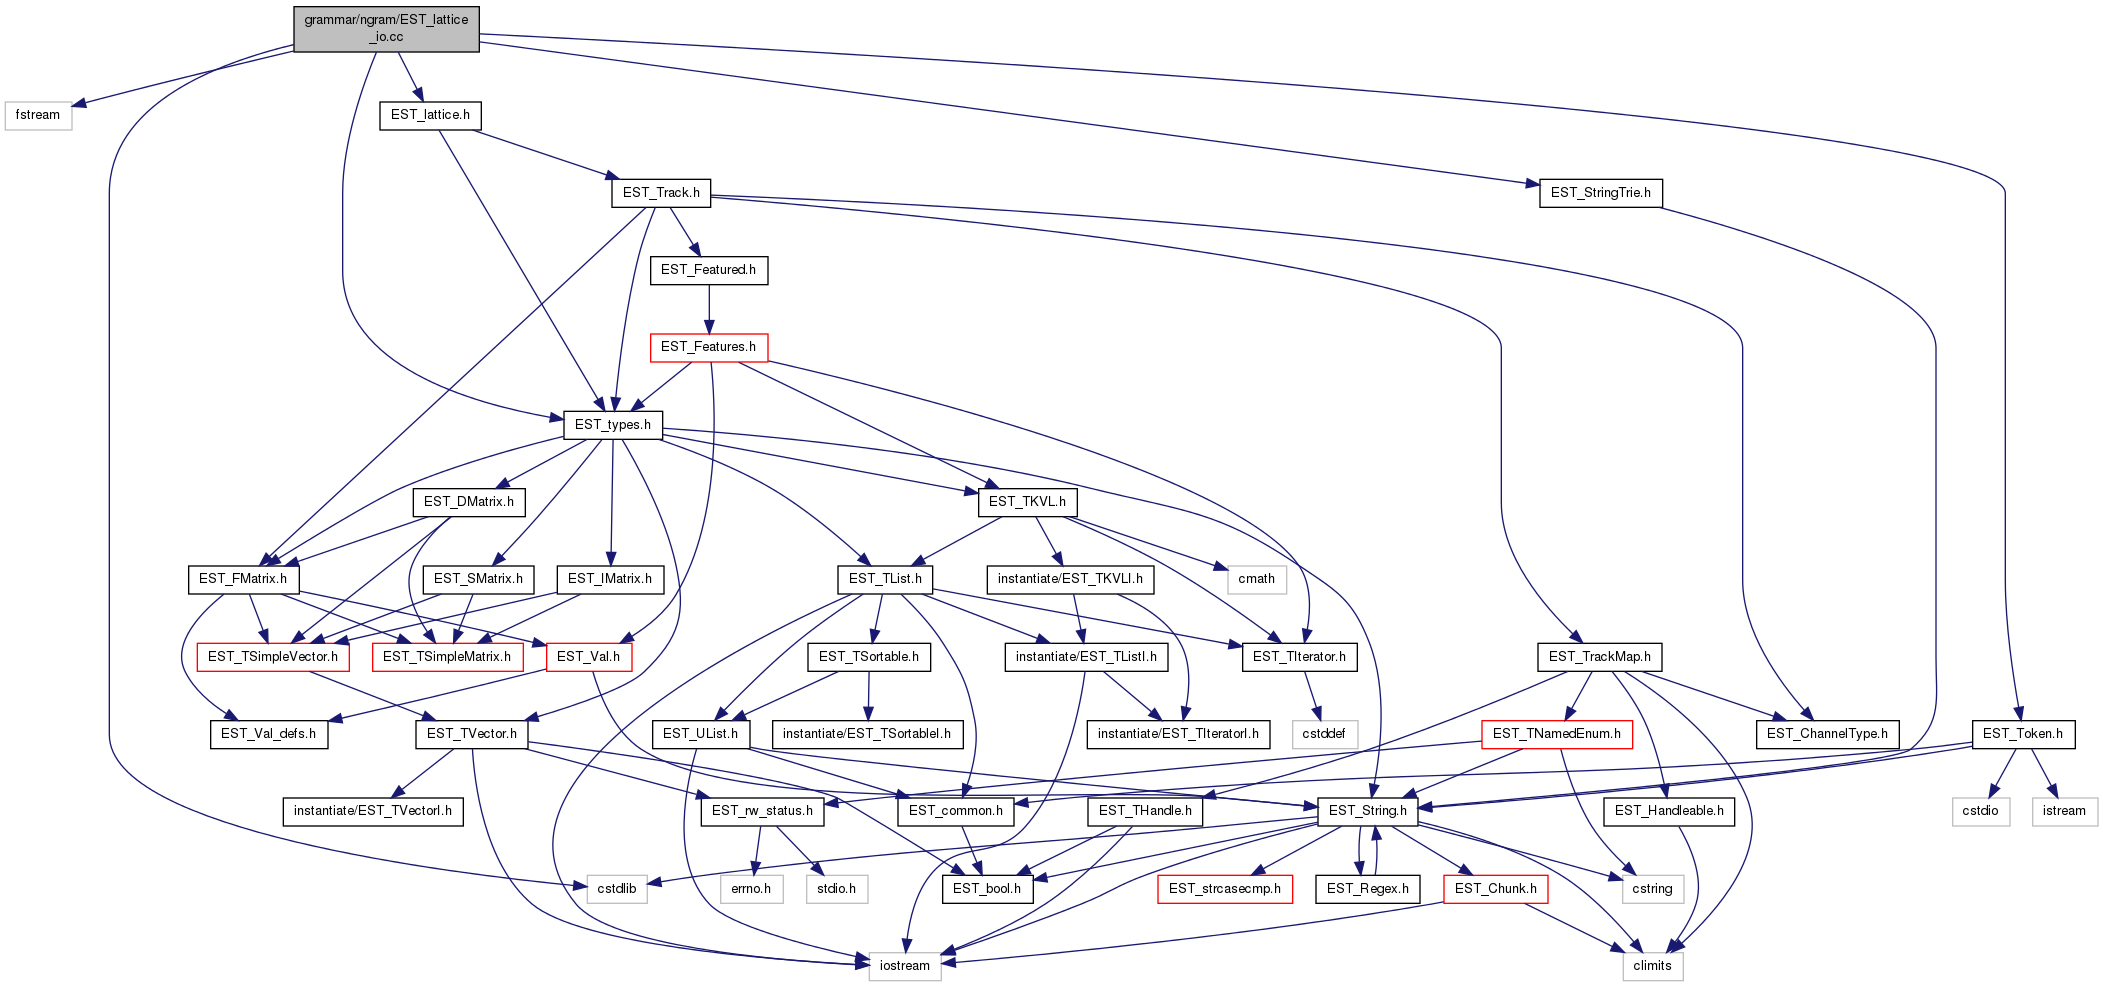 grammar/ngram/EST_lattice
_io.cc
fstream
EST_lattice.h
EST_Track.h
EST_StringTrie.h
EST_Featured.h
EST_Features.h
EST_types.h
EST_DMatrix.h
EST_TKVL.h
EST_FMatrix.h
EST_SMatrix.h
EST_IMatrix.h
EST_TList.h
instantiate/EST_TKVLI.h
cmath
EST_TSimpleVector.h
EST_TSimpleMatrix.h
EST_Val.h
EST_TSortable.h
instantiate/EST_TListI.h
EST_TIterator.h
EST_TrackMap.h
EST_Val_defs.h
EST_TVector.h
EST_UList.h
instantiate/EST_TSortableI.h
instantiate/EST_TIteratorI.h
cstddef
EST_TNamedEnum.h
EST_ChannelType.h
EST_Token.h
instantiate/EST_TVectorI.h
EST_rw_status.h
EST_common.h
EST_THandle.h
EST_String.h
EST_Handleable.h
cstdio
istream
cstdlib
errno.h
stdio.h
EST_bool.h
EST_strcasecmp.h
EST_Regex.h
EST_Chunk.h
cstring
iostream
climits